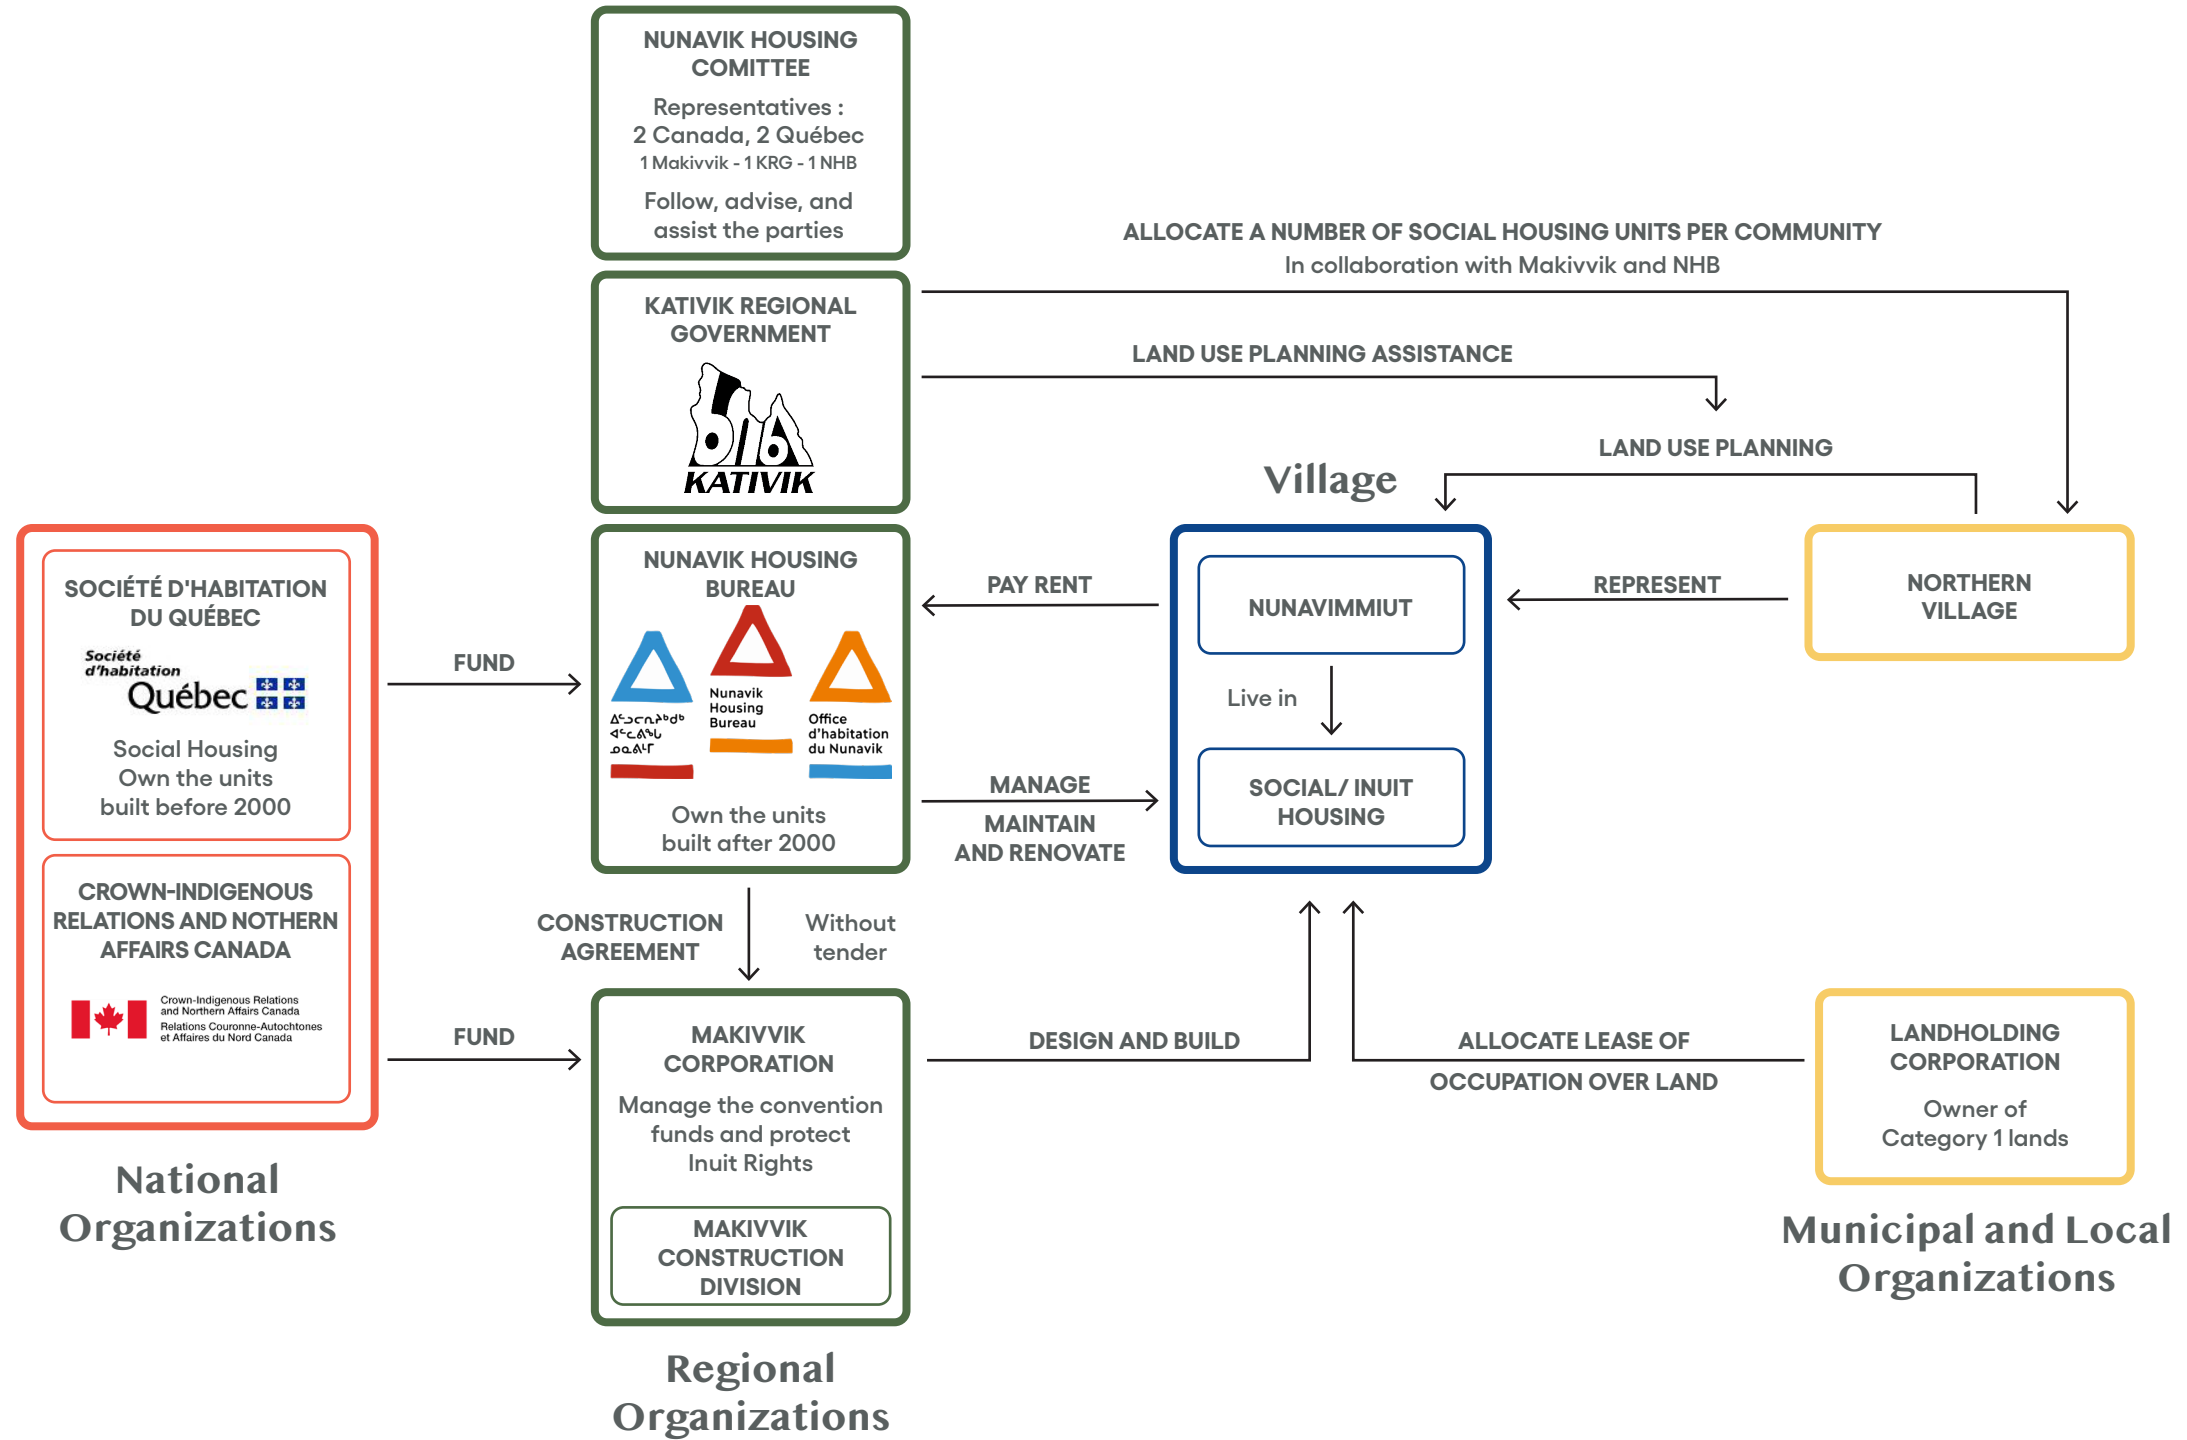 NUNAVIK HOUSING
COMITTEE
Representatives :
2 Canada, 2 Québec
1 Makivvik - 1 KRG - 1 NHB
Follow, advise, and
assist the parties
ALLOCATE A NUMBER OF SOCIAL HOUSING UNITS PER COMMUNITY
In collaboration with Makivvik and NHB
KATIVIK REGIONAL
GOVERNMENT
KATIVIK
LAND USE PLANNING ASSISTANCE
LAND USE PLANNING
Village
SOCIÉTÉ D'HABITATION
DU QUÉBEC
Société
d'habitation
Québec
Social Housing
Own the units
built before 2000
CROWN-INDIGENOUS
RELATIONS AND NOTHERN
AFFAIRS CANADA
Crown-Indigenous Relations
and Northern Affairs Canada
Relations Couronne-Autochtones
et Affaires du Nord Canada
National
Organizations
FUND
FUND
NUNAVIK HOUSING
BUREAU
Nunavik
Housing
Bureau
Office
d'habitation
du Nunavik
Own the units
built after 2000
PAY RENT
MANAGE
MAINTAIN
AND RENOVATE
NUNAVIMMIUT
Live in
SOCIAL/ INUIT
HOUSING
REPRESENT
NORTHERN
VILLAGE
CONSTRUCTION
AGREEMENT
Without
tender
MAKIVVIK
CORPORATION
Manage the convention
funds and protect
Inuit Rights
MAKIVVIK
CONSTRUCTION
DIVISION
Regional
Organizations
DESIGN AND BUILD
ALLOCATE LEASE OF
OCCUPATION OVER LAND
LANDHOLDING
CORPORATION
Owner of
Category 1 lands
Municipal and Local
Organizations